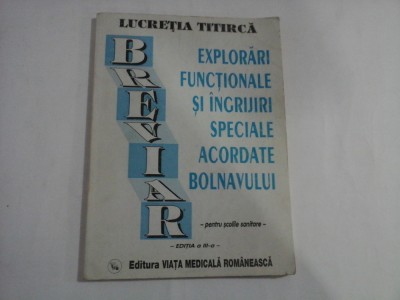 LUCREȚIA TITIRCĂ
BREVIAR
EXPLORĂRI
FUNCȚIONALE
ȘI ÎNGRIJIRI
SPECIALE
ACORDATE
BOLNAVULUI
– pentru școlile sanitare –
– EDIȚIA a III-a –
Editura VIAȚA MEDICALĂ ROMÂNEASCĂ